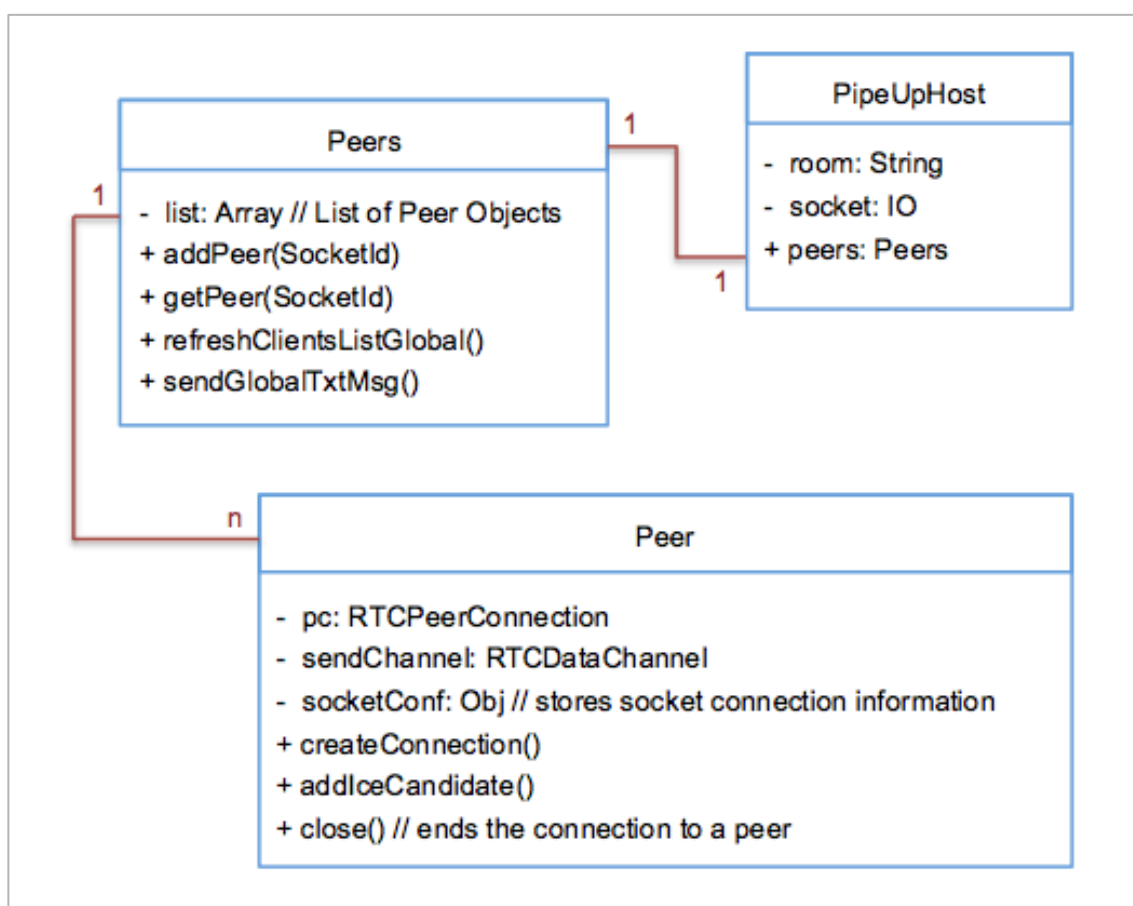 Peers
- list: Array // List of Peer Objects
+ addPeer(SocketId)
+ getPeer(SocketId)
+ refreshClientsListGlobal()
+ sendGlobalTxtMsg()
1
1
PipeUpHost
- room: String
- socket: IO
+ peers: Peers
1
n
Peer
- pc: RTCPeerConnection
- sendChannel: RTCDataChannel
- socketConf: Obj // stores socket connection information
+ createConnection()
+ addIceCandidate()
+ close() // ends the connection to a peer